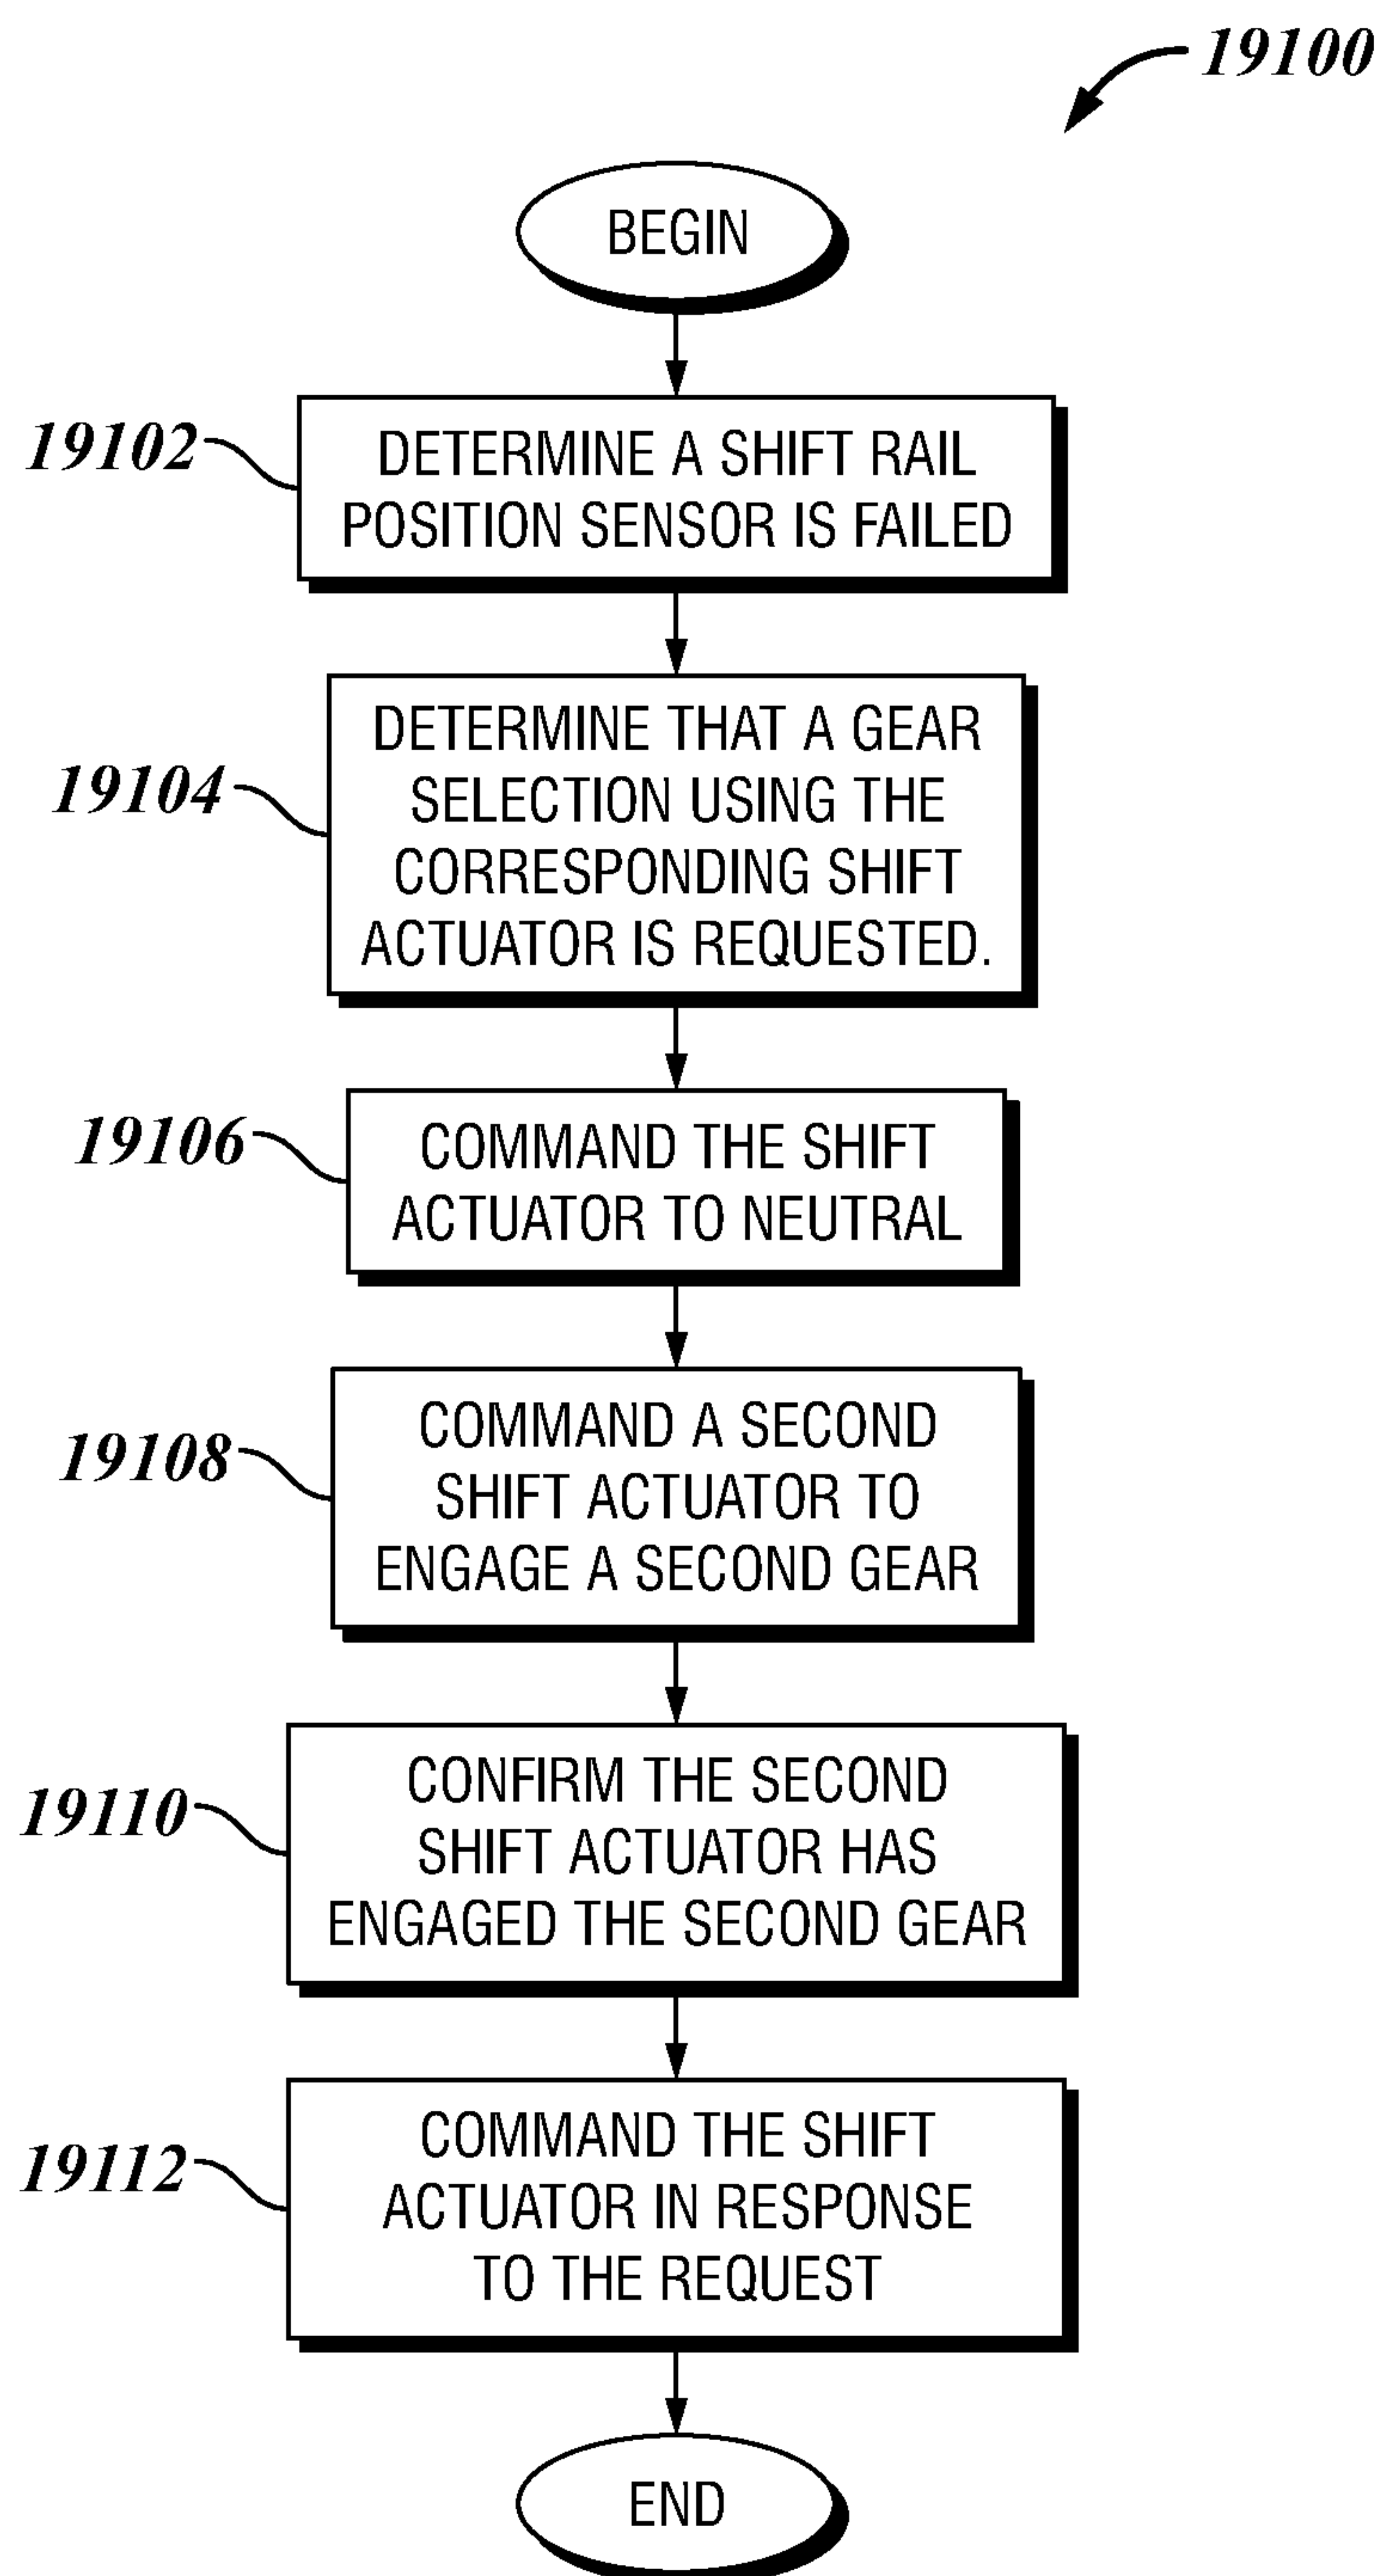 19100
BEGIN
19102
DETERMINE A SHIFT RAIL
POSITION SENSOR IS FAILED
19104
DETERMINE THAT A GEAR
SELECTION USING THE
CORRESPONDING SHIFT
ACTUATOR IS REQUESTED.
19106
COMMAND THE SHIFT
ACTUATOR TO NEUTRAL
19108
COMMAND A SECOND
SHIFT ACTUATOR TO
ENGAGE A SECOND GEAR
19110
CONFIRM THE SECOND
SHIFT ACTUATOR HAS
ENGAGED THE SECOND GEAR
19112
COMMAND THE SHIFT
ACTUATOR IN RESPONSE
TO THE REQUEST
END